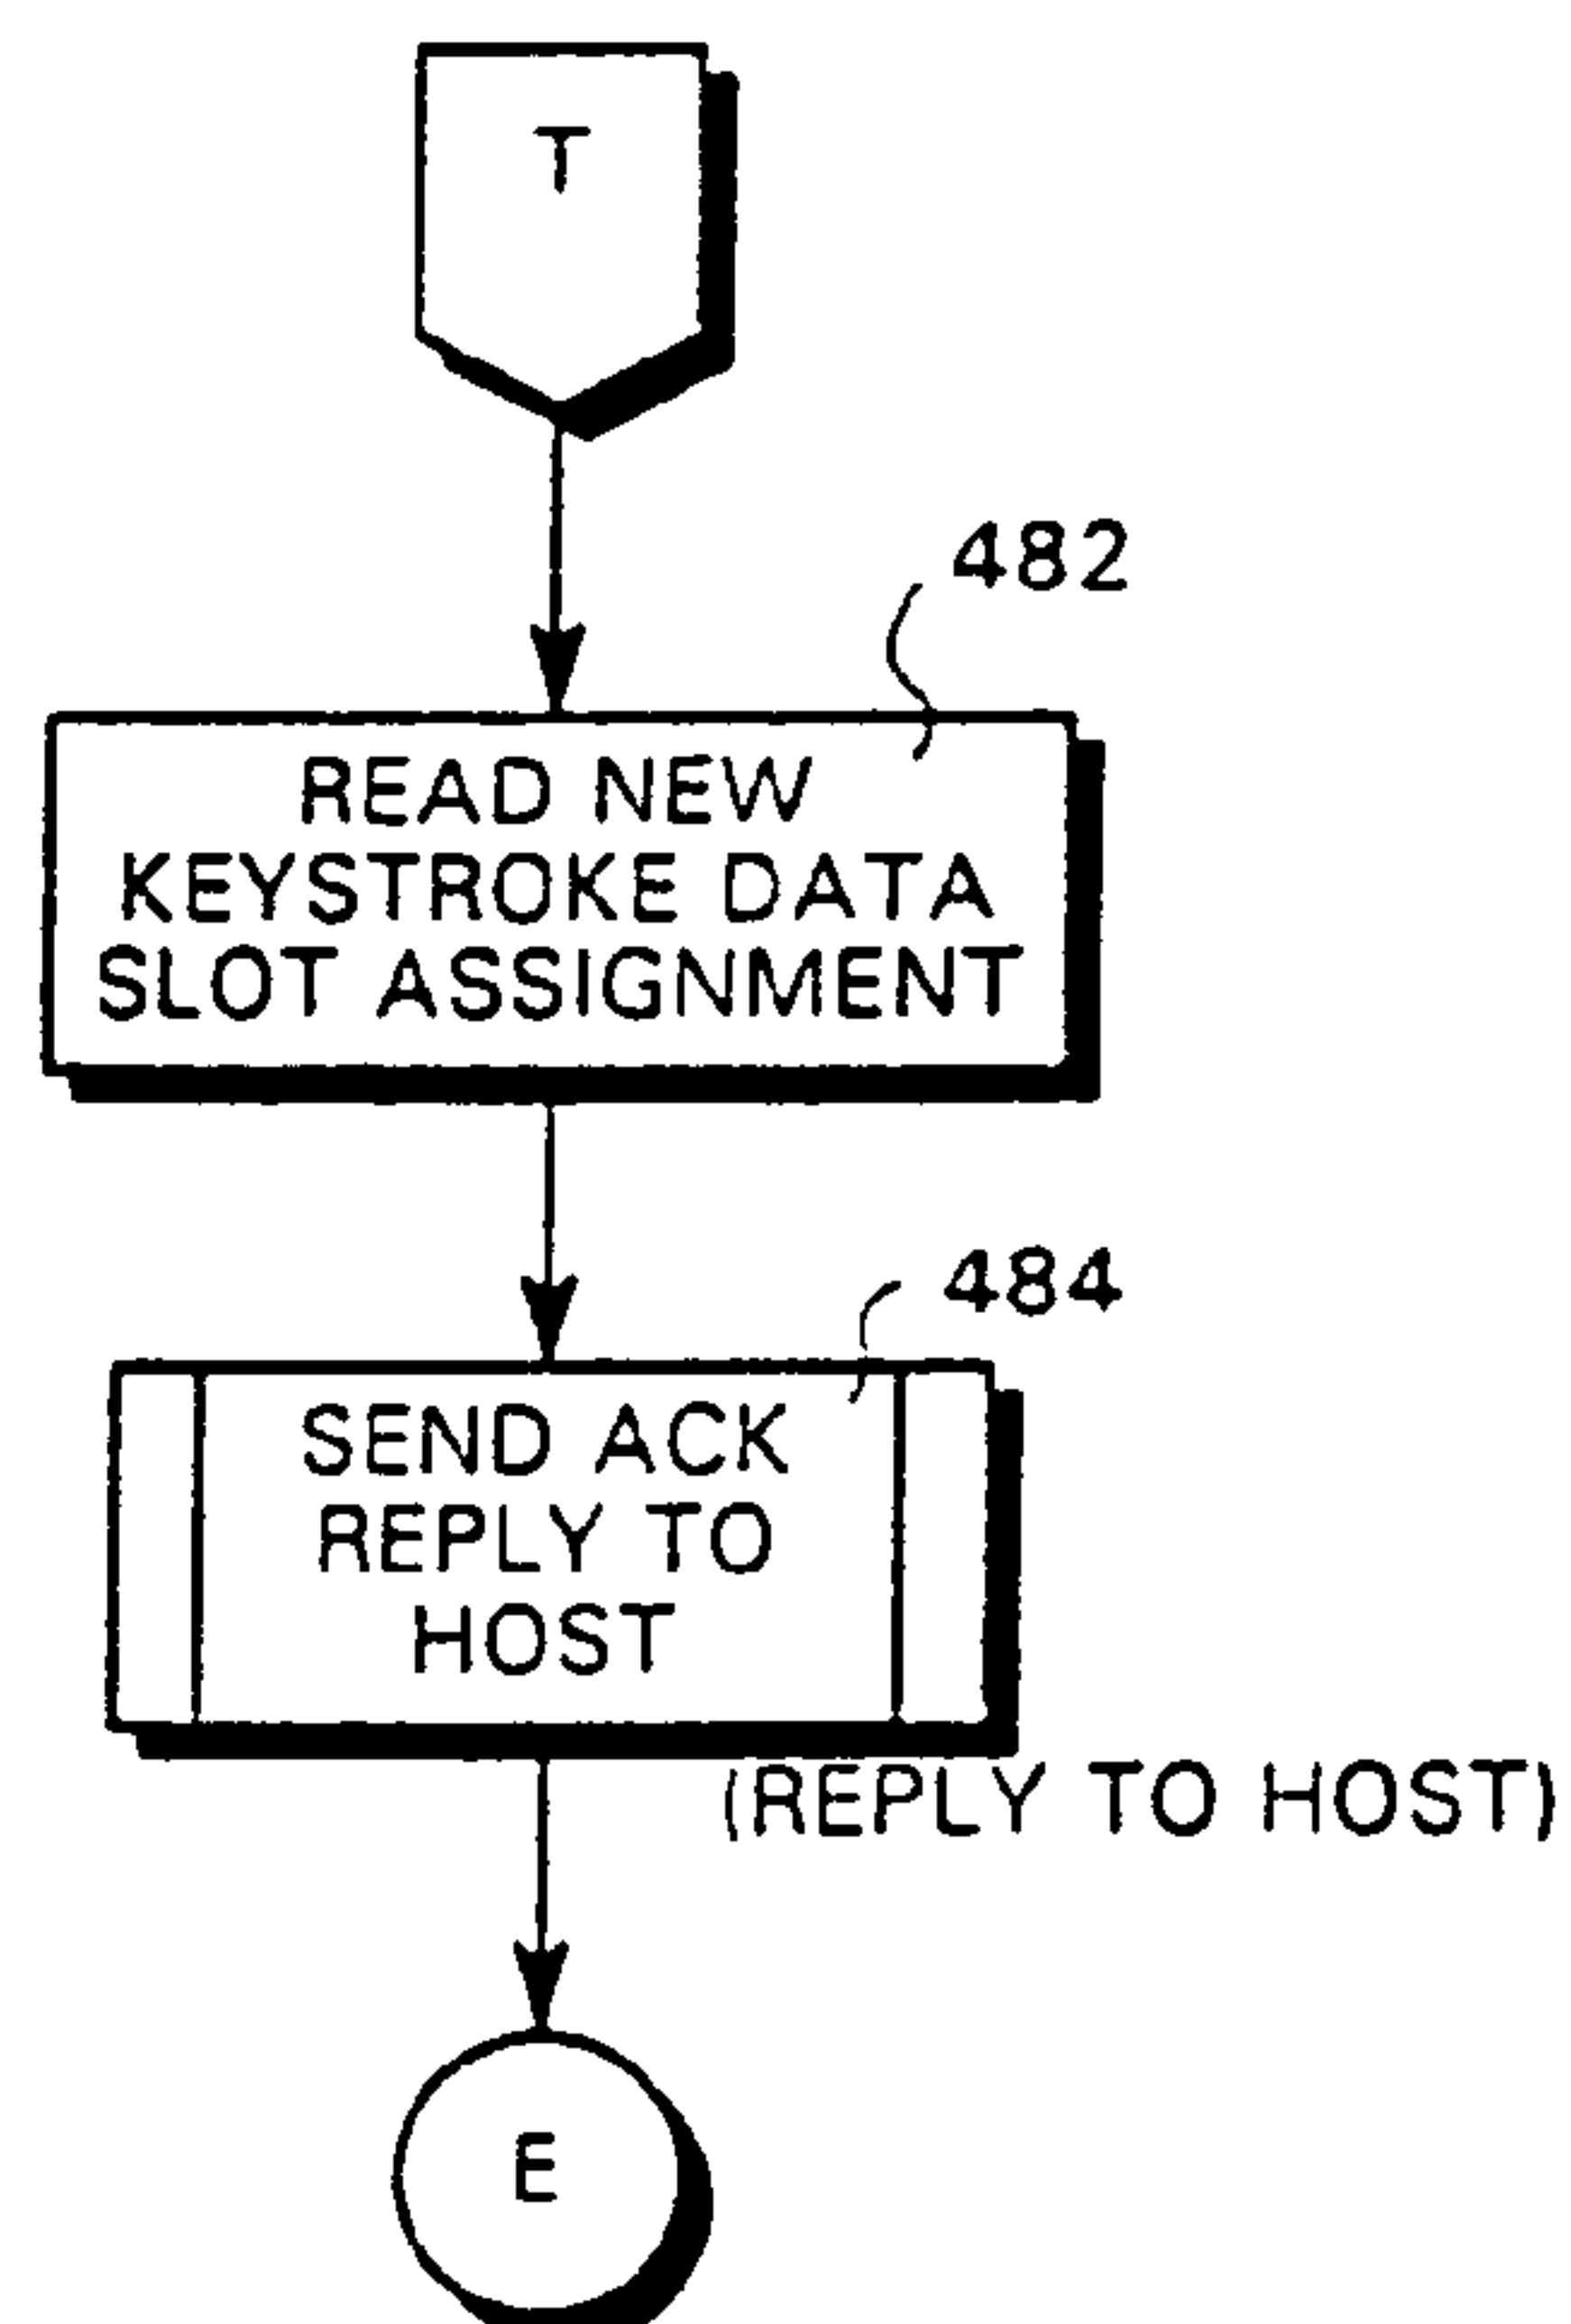 T
482
READ NEW
KEYSTROKE DATA
SLOT ASSIGNMENT
484
SEND ACK
REPLY TO
HOST
(REPLY TO HOST)
E